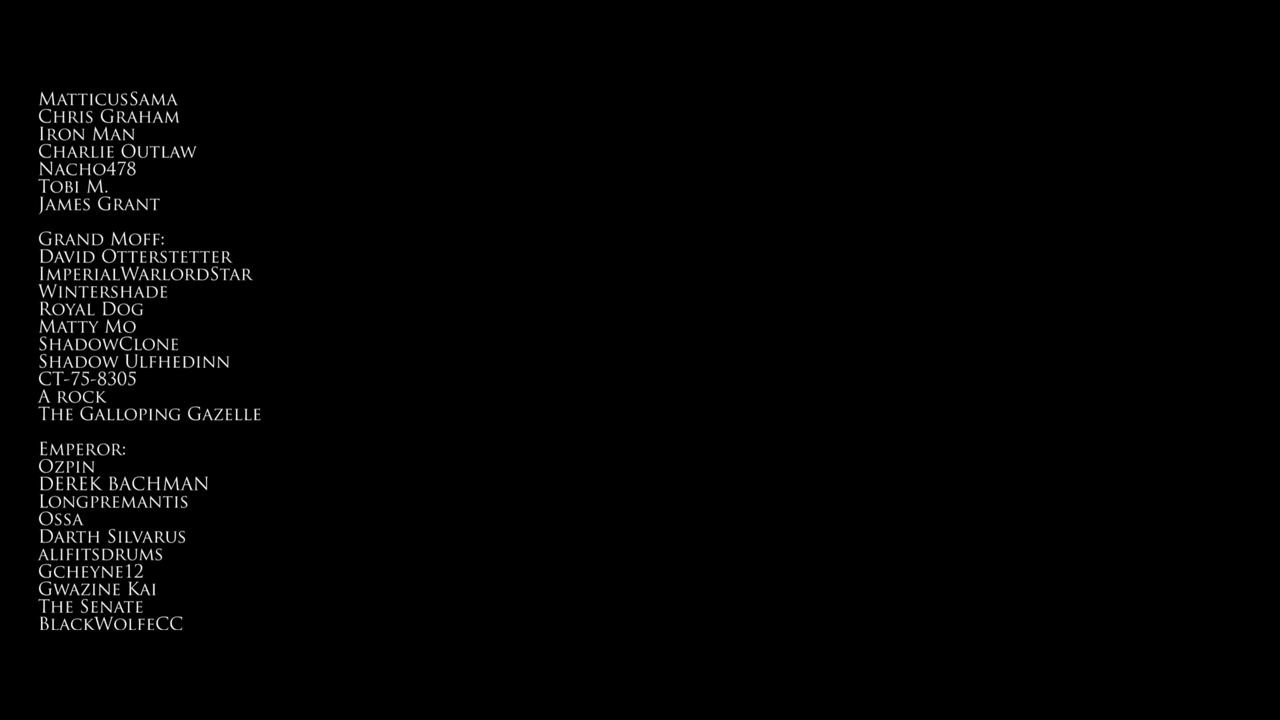 MatticusSama
Chris Graham
Iron Man
Charlie Outlaw
Nacho478
Tobi M.
James Grant
Grand Moff:
David Otterstetter
ImperialWarlordStar
Wintershade
Royal Dog
Matty Mo
ShadowClone
Shadow Ulfhedinn
CT-75-8305
A rock
The Galloping Gazelle
Emperor:
Ozpin
DEREK BACHMAN
Longpremantis
Ossa
Darth Silvarus
alifitsdrums
Gcheyne12
Gwazine Kai
The Senate
BlackWolfeCC